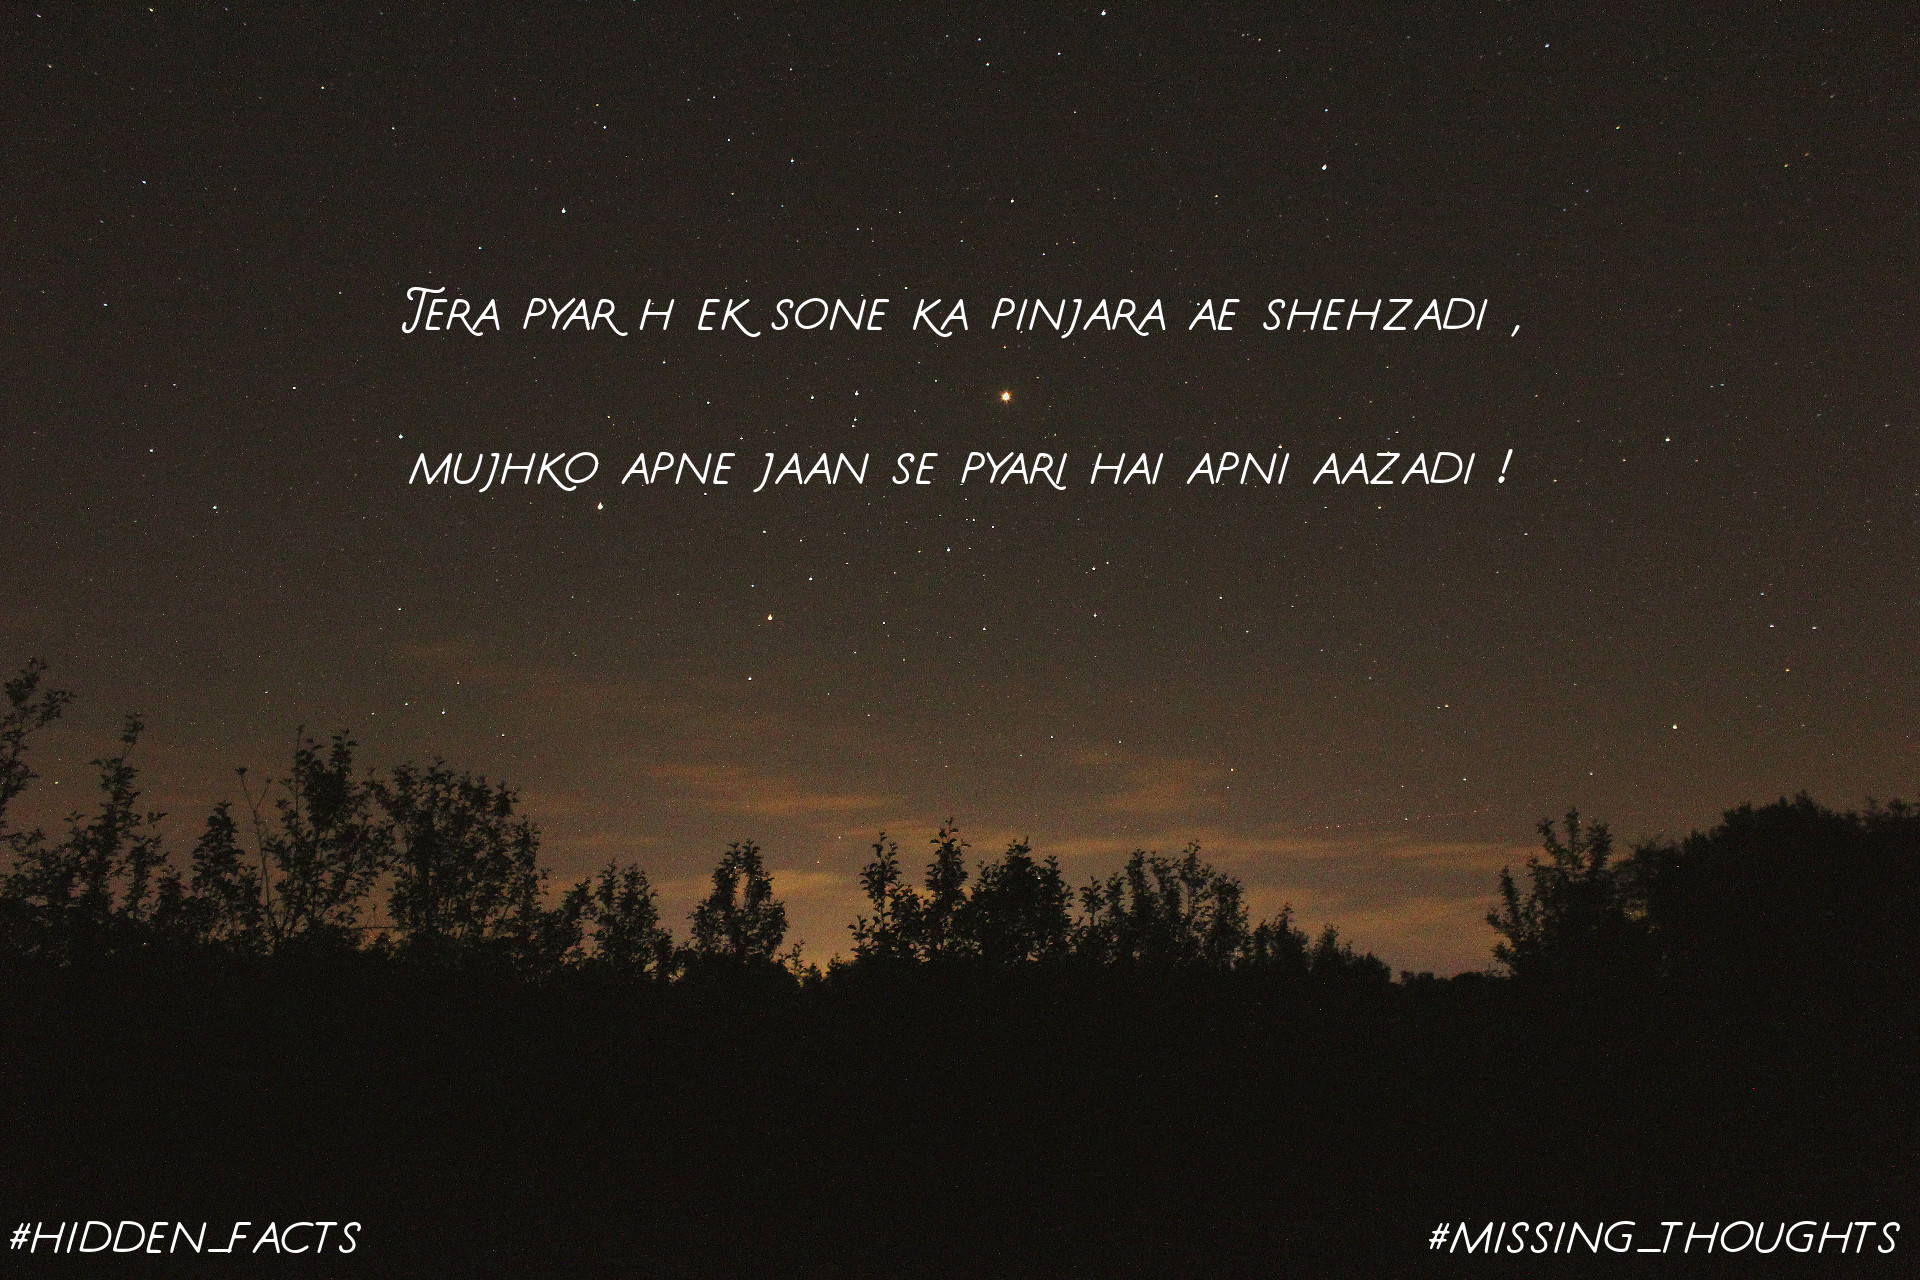 Tera pyar h ek sone ka pinjara ae shehzadi ,
mujhko apne jaan se pyari hai apni aazadi !
#HIDDEN_FACTS
#MISSING_THOUGHTS